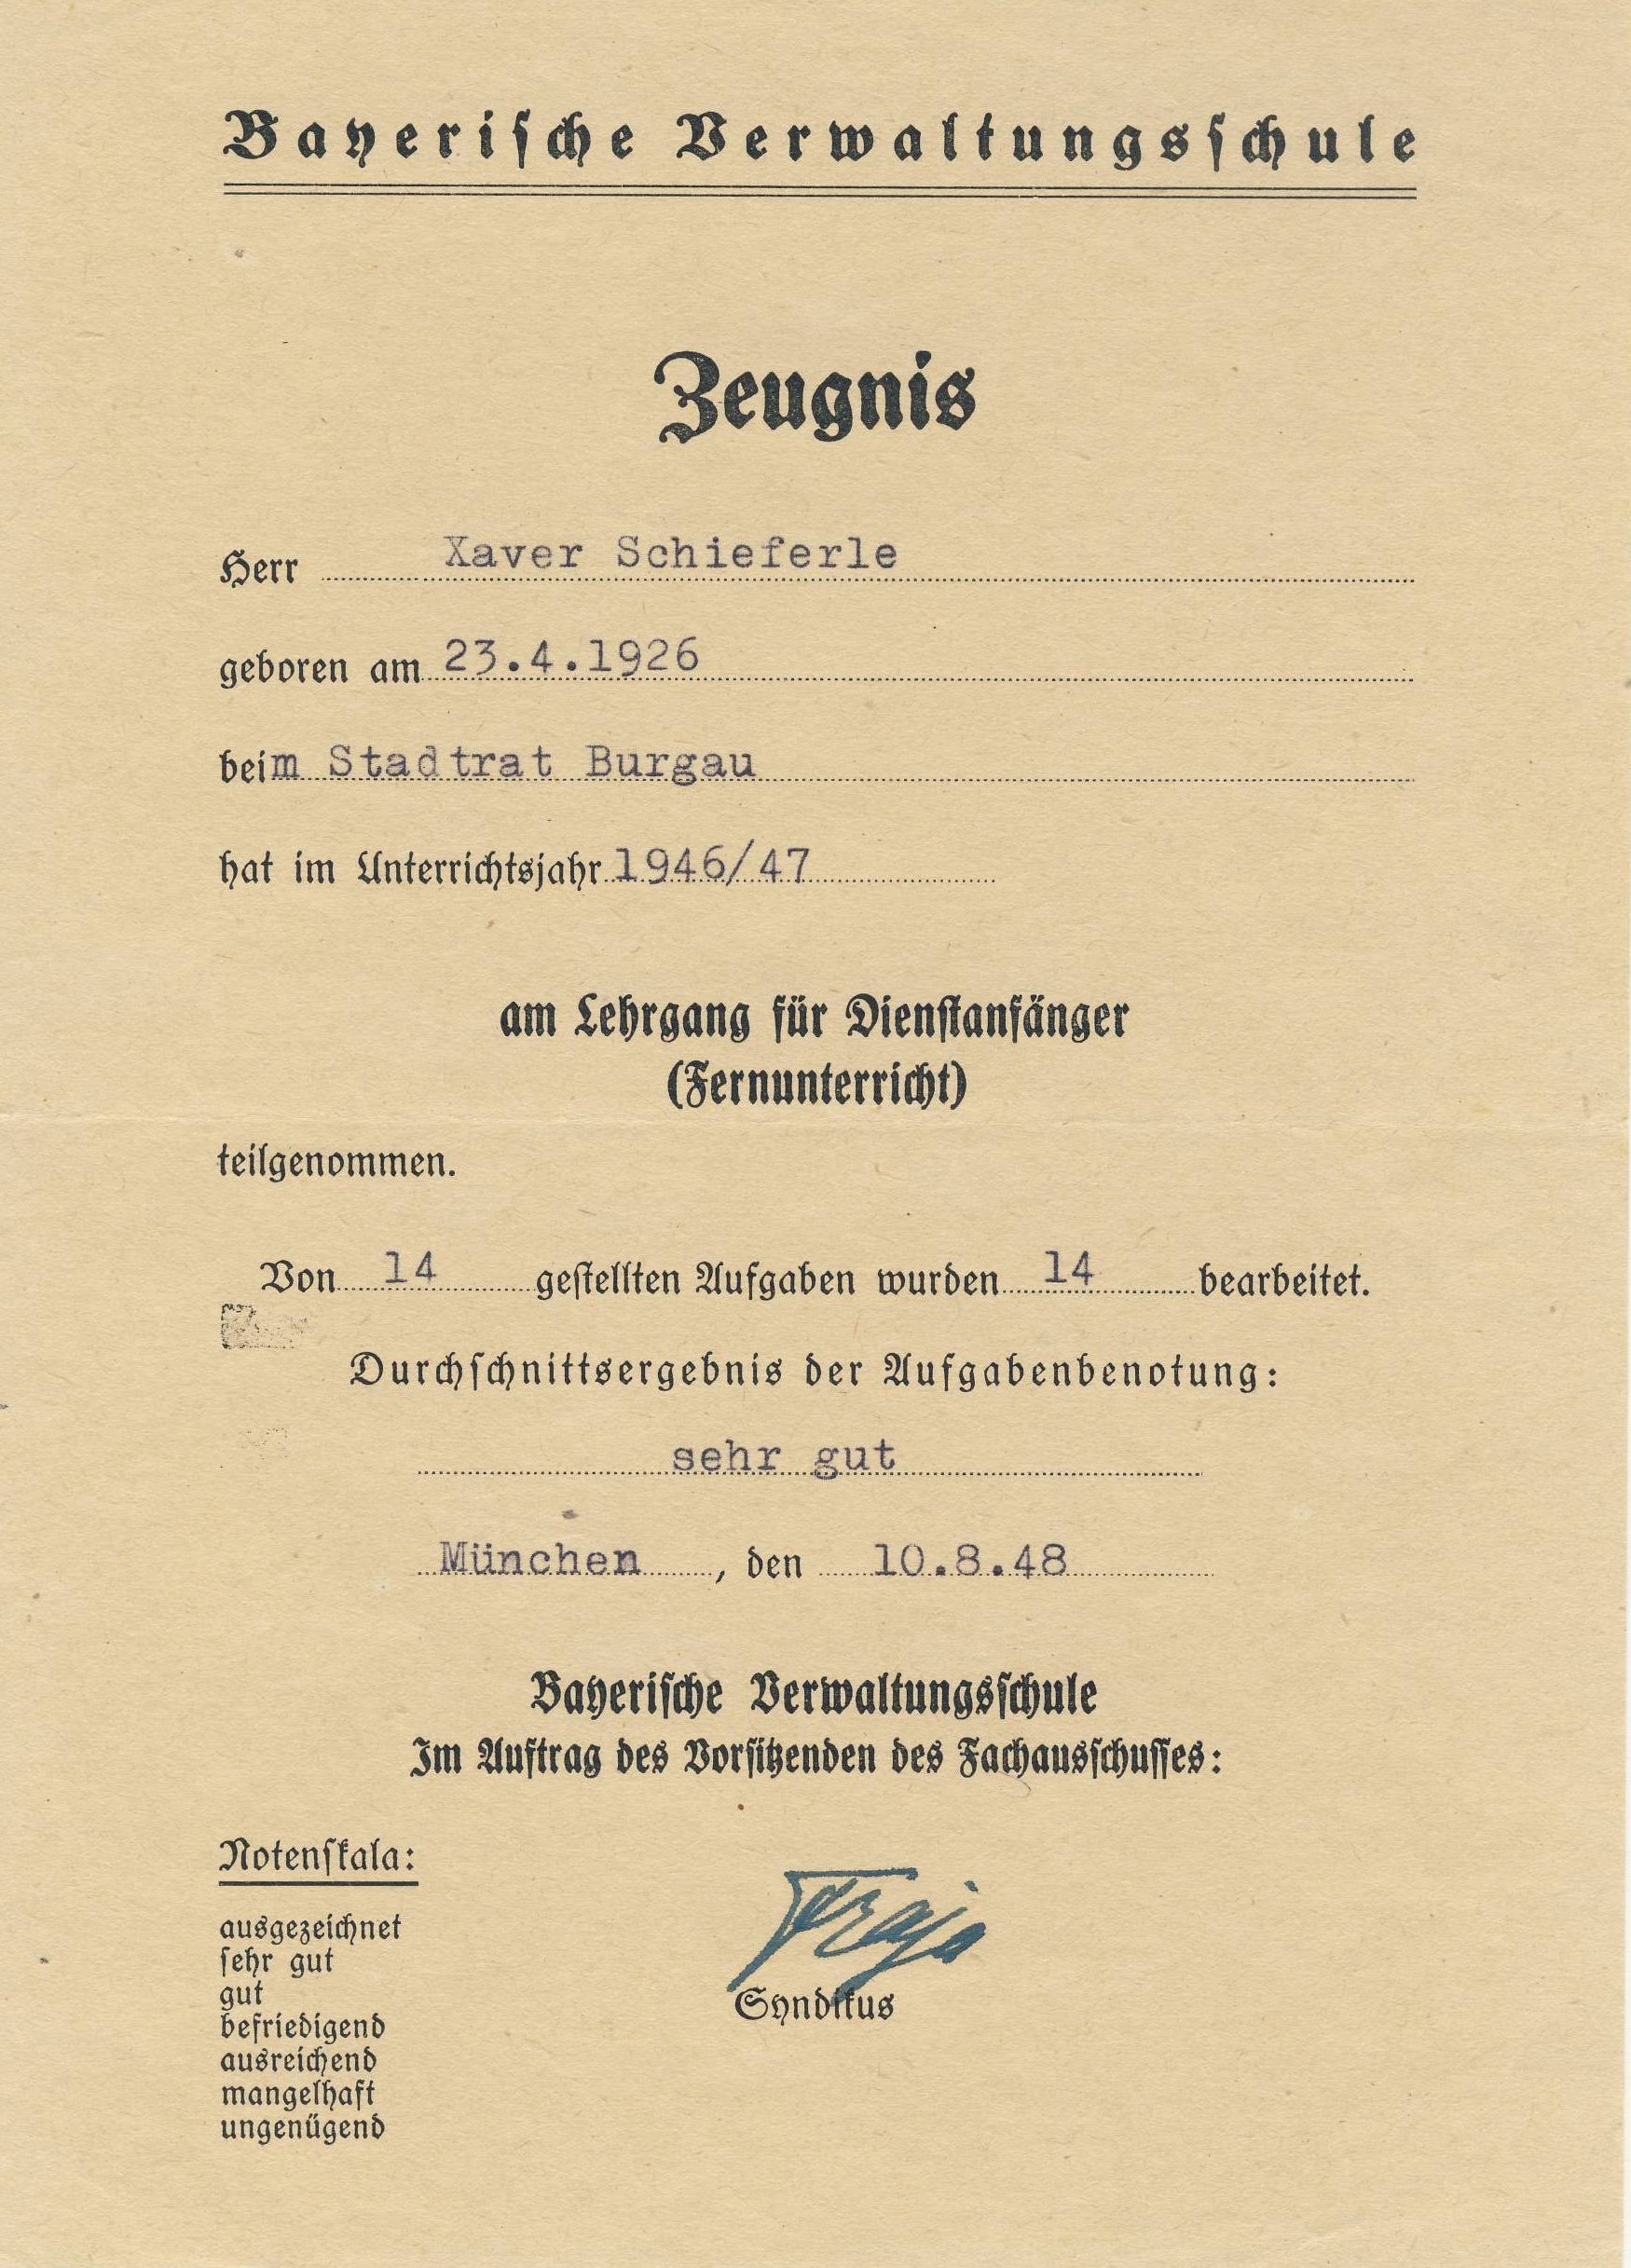 Bayerische Verwaltungsschule
Zeugnis
Herr Xaver Schieferle
geboren am 23.4.1926
beim Stadtrat Burgau
hat im Unterrichtsjahr 1946/47
am Lehrgang für Dienstanfänger
(Fernunterricht)
teilgenommen.
Von 14 gestellten Aufgaben wurden 14 bearbeitet.
Durchschnittsergebnis der Aufgabenbenotung:
sehr gut
München, den 10.8.48
Bayerische Verwaltungsschule
Im Auftrag des Vorsitzenden des Fachausschusses:
Notenskala:
ausgezeichnet
sehr gut
gut
befriedigend
ausreichend
mangelhaft
ungenügend
Syndikus